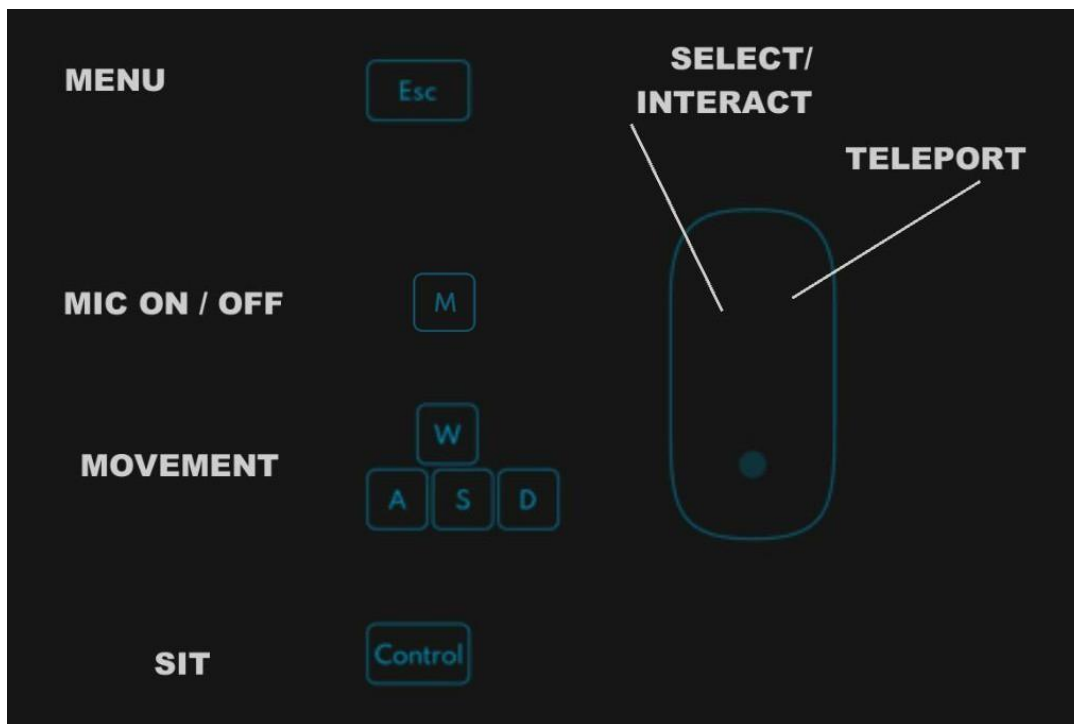 MENU
Esc
SELECT/
INTERACT
TELEPORT
MIC ON / OFF
M
W
MOVEMENT
A S D
SIT
Control